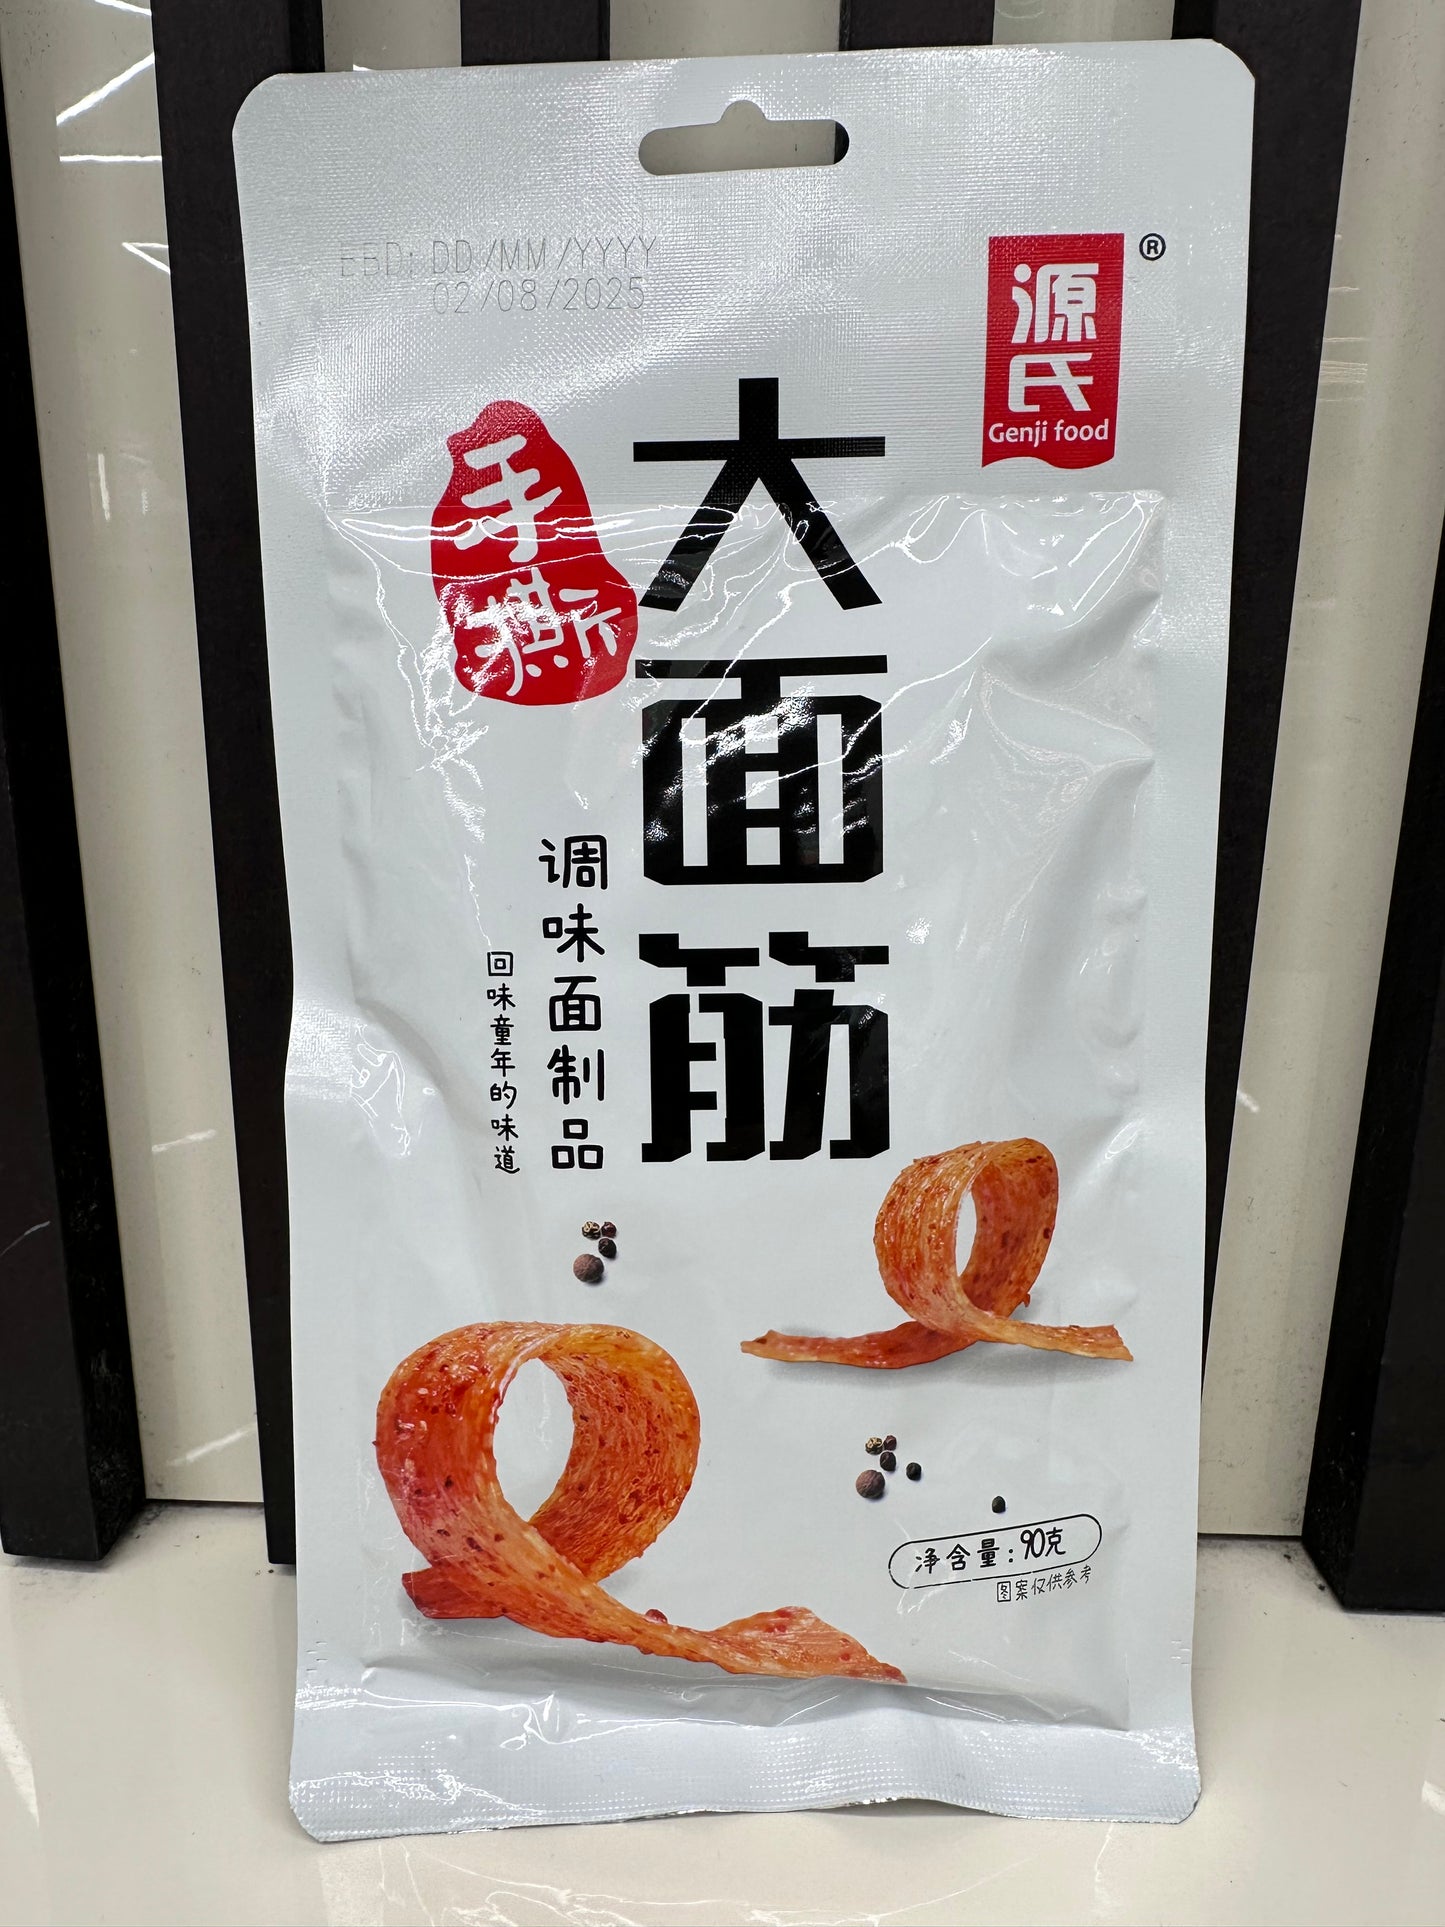 EBD: DD/MM/YYYY
02/08/2025
源氏
Genji food
®
手撕
大面筋
调味面制品
回味童年的味道
净含量:90克
图案仅供参考